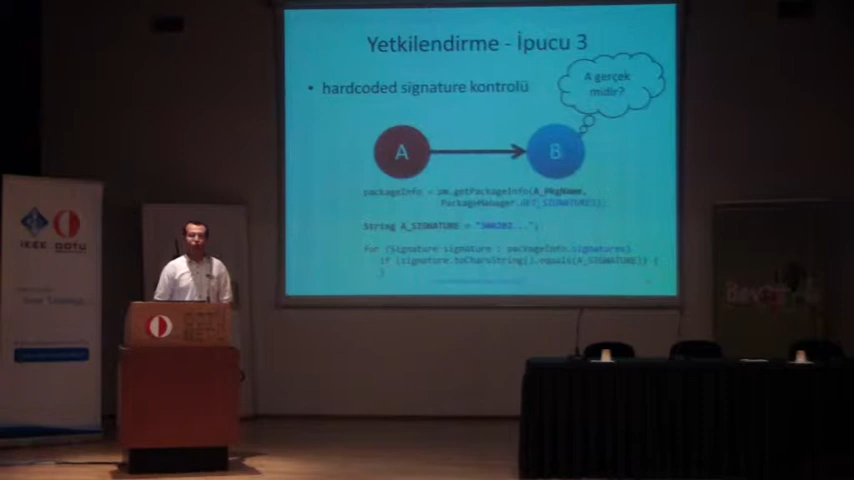 Yetkilendirme - İpucu 3
A gerçek
midir?
• hardcoded signature kontrolü
A
B
packageInfo = pm.getPackageInfo(A_PkgName,
PackageManager.GET_SIGNATURES);
String A_SIGNATURE = "308202...";
for (Signature signature : packageInfo.signatures)
if (signature.toCharsString().equals(A_SIGNATURE)) {
}
IEEE ODTÜ